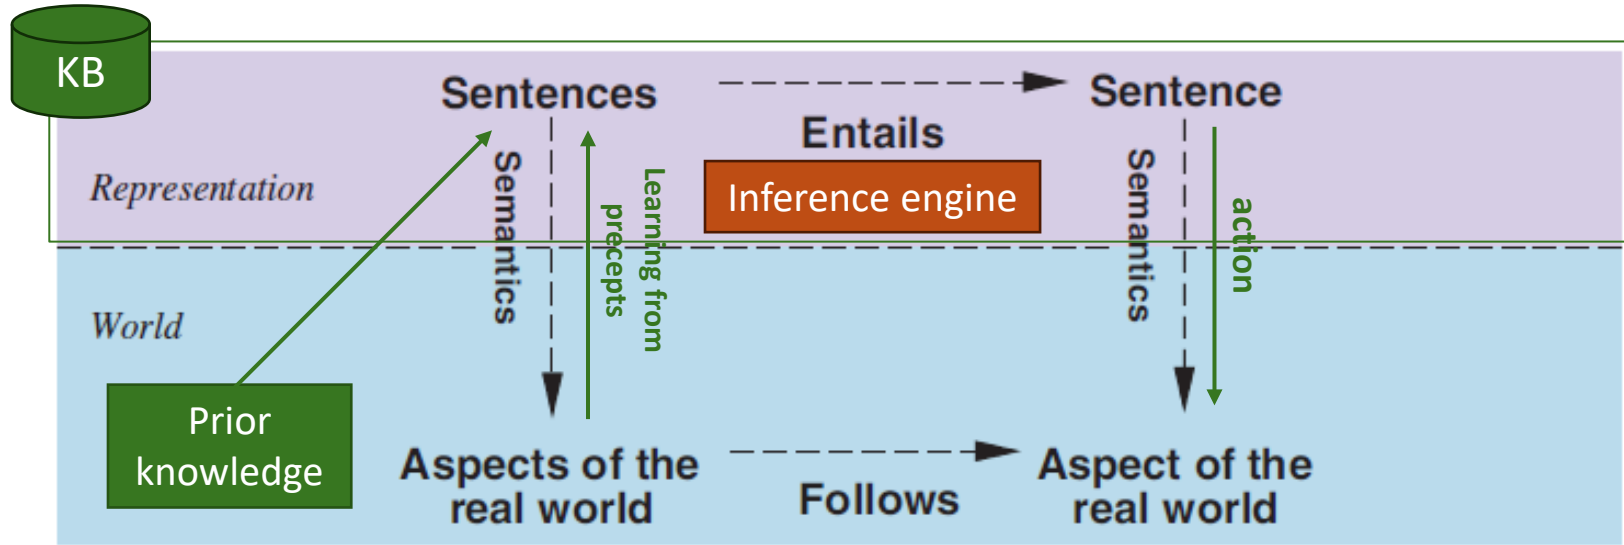 KB
Sentences
Sentence
Entails
Representation
Semantics
Learning from
precepts
Inference engine
Semantics
action
World
Prior
knowledge
Aspects of the
real world
Follows
Aspect of the
real world